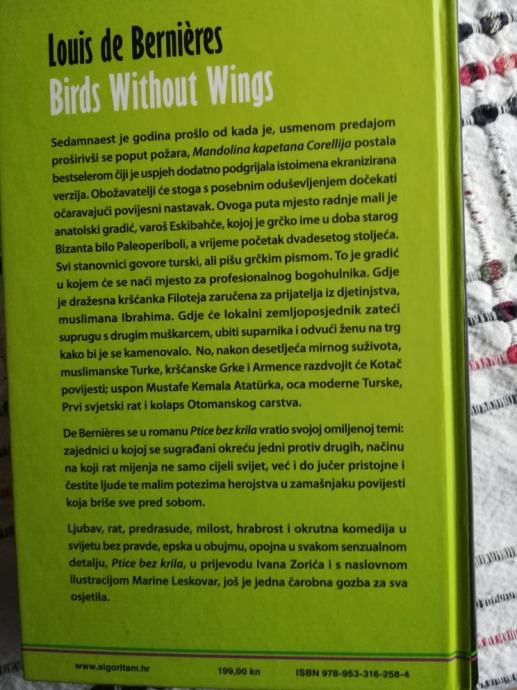 Louis de Bernières
Birds Without Wings
Sedamnaest je godina prošlo od kada je, usmenom predajom
proširivši se poput požara, Mandolina kapetana Corellija postala
bestselerom čiji je uspjeh dodatno podgrijala istoimena ekranizirana
verzija. Obožavatelji će stoga s posebnim oduševljenjem dočekati
očaravajući povijesni nastavak. Ovoga puta mjesto radnje mali je
anatolski gradić, varoš Eskibahče, kojoj je grčko ime u doba starog
Bizanta bilo Paleoperiboli, a vrijeme početak dvadesetog stoljeća.
Svi stanovnici govore turski, ali pišu grčkim pismom. To je gradić
u kojem će se naći mjesto za profesionalnog bogohulnika. Gdje
je dražesna kršćanka Filoteja zaručena za prijatelja iz djetinjstva,
muslimana Ibrahima. Gdje će lokalni zemljoposjednik zateći
suprugu s drugim muškarcem, ubiti suparnika i odvući ženu na trg
kako bi je se kamenovalo. No, nakon desetljeća mirnog suživota,
muslimanske Turke, kršćanske Grke i Armence razdvojit će Kotač
povijesti; uspon Mustafe Kemala Atatürka, oca moderne Turske,
Prvi svjetski rat i kolaps Otomanskog carstva.
De Bernières se u romanu Ptice bez krila vratio svojoj omiljenoj temi:
zajednici u kojoj se sugrađani okreću jedni protiv drugih, načinu
na koji rat mijenja ne samo cijeli svijet, već i do jučer pristojne i
čestite ljude te malim potezima herojstva u zamašnjaku povijesti
koja briše sve pred sobom.
Ljubav, rat, predrasude, milost, hrabrost i okrutna komedija u
svijetu bez pravde, epska u obujmu, opojna u svakom senzualnom
detalju, Ptice bez krila, u prijevodu Ivana Zorića i s naslovnom
ilustracijom Marine Leskovar, još je jedna čarobna gozba za sva
osjetila.
www.algoritam.hr 199,00 kn ISBN 978-953-316-258-4